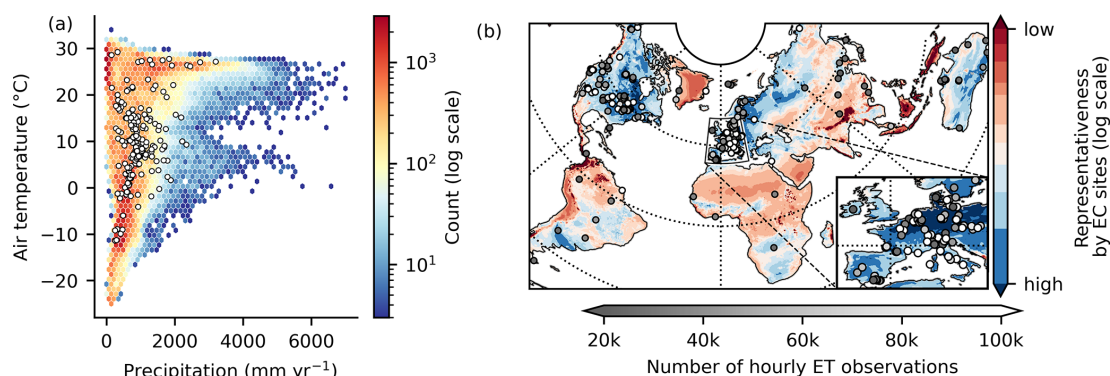 (a)
30
20
10
0
−10
−20
Air temperature (°C)
0 2000 4000 6000
Precipitation (mm yr⁻¹)
10³
10²
10¹
Count (log scale)
(b)
low
high
Representativeness
by EC sites (log scale)
20k 40k 60k 80k 100k
Number of hourly ET observations